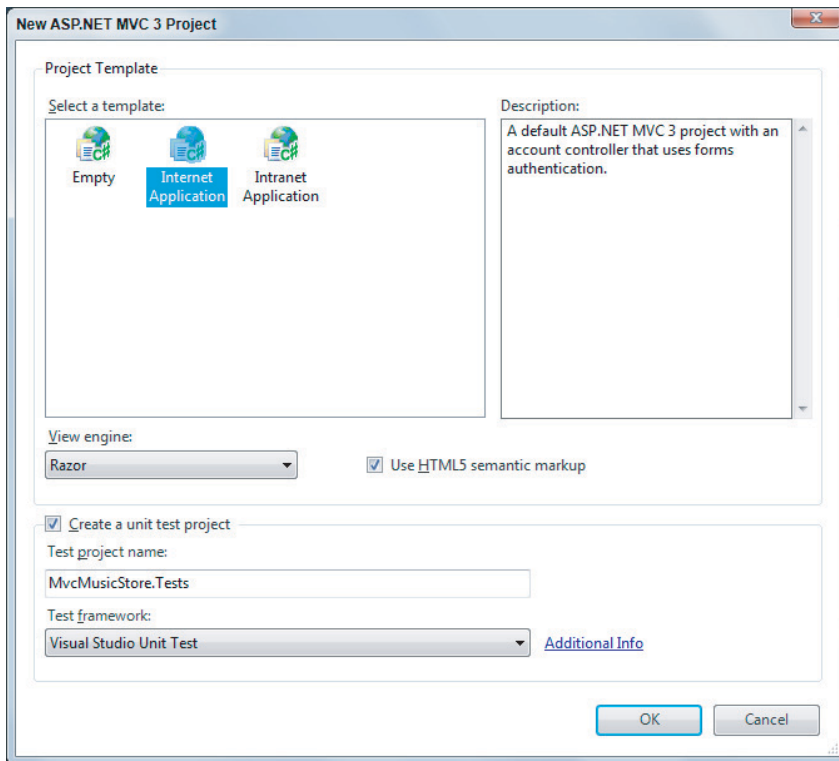 New ASP.NET MVC 3 Project
Project Template
Select a template:
Description:
C#
C#
C#
Empty
Internet
Application
Intranet
Application
A default ASP.NET MVC 3 project with an
account controller that uses forms
authentication.
View engine:
Razor
Use HTML5 semantic markup
Create a unit test project
Test project name:
MvcMusicStore.Tests
Test framework:
Visual Studio Unit Test
Additional Info
OK
Cancel